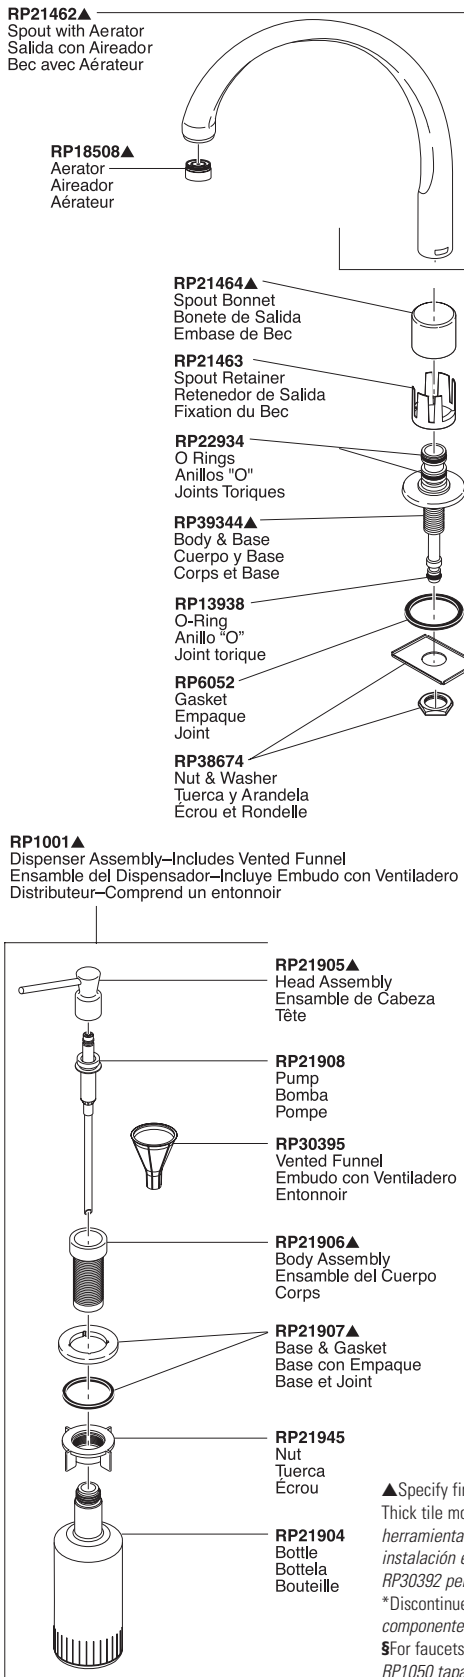 RP21462▲
Spout with Aerator
Salida con Aireador
Bec avec Aérateur
RP18508▲
Aerator
Aireador
Aérateur
RP21464▲
Spout Bonnet
Bonete de Salida
Embase de Bec
RP21463
Spout Retainer
Retenedor de Salida
Fixation du Bec
RP22934
O Rings
Anillos "O"
Joints Toriques
RP39344▲
Body & Base
Cuerpo y Base
Corps et Base
RP13938
O-Ring
Anillo “O”
Joint torique
RP6052
Gasket
Empaque
Joint
RP38674
Nut & Washer
Tuerca y Arandela
Écrou et Rondelle
RP1001▲
Dispenser Assembly–Includes Vented Funnel
Ensamble del Dispensador–Incluye Embudo con Ventiladero
Distributeur–Comprend un entonnoir
RP21905▲
Head Assembly
Ensamble de Cabeza
Tête
RP21908
Pump
Bomba
Pompe
RP30395
Vented Funnel
Embudo con Ventiladero
Entonnoir
RP21906▲
Body Assembly
Ensamble del Cuerpo
Corps
RP21907▲
Base & Gasket
Base con Empaque
Base et Joint
RP21945
Nut
Tuerca
Écrou
RP21904
Bottle
Bottela
Bouteille
▲Specify
Thick tile
herramienta
instalación
RP30392
componente
§For faucets
RP1050